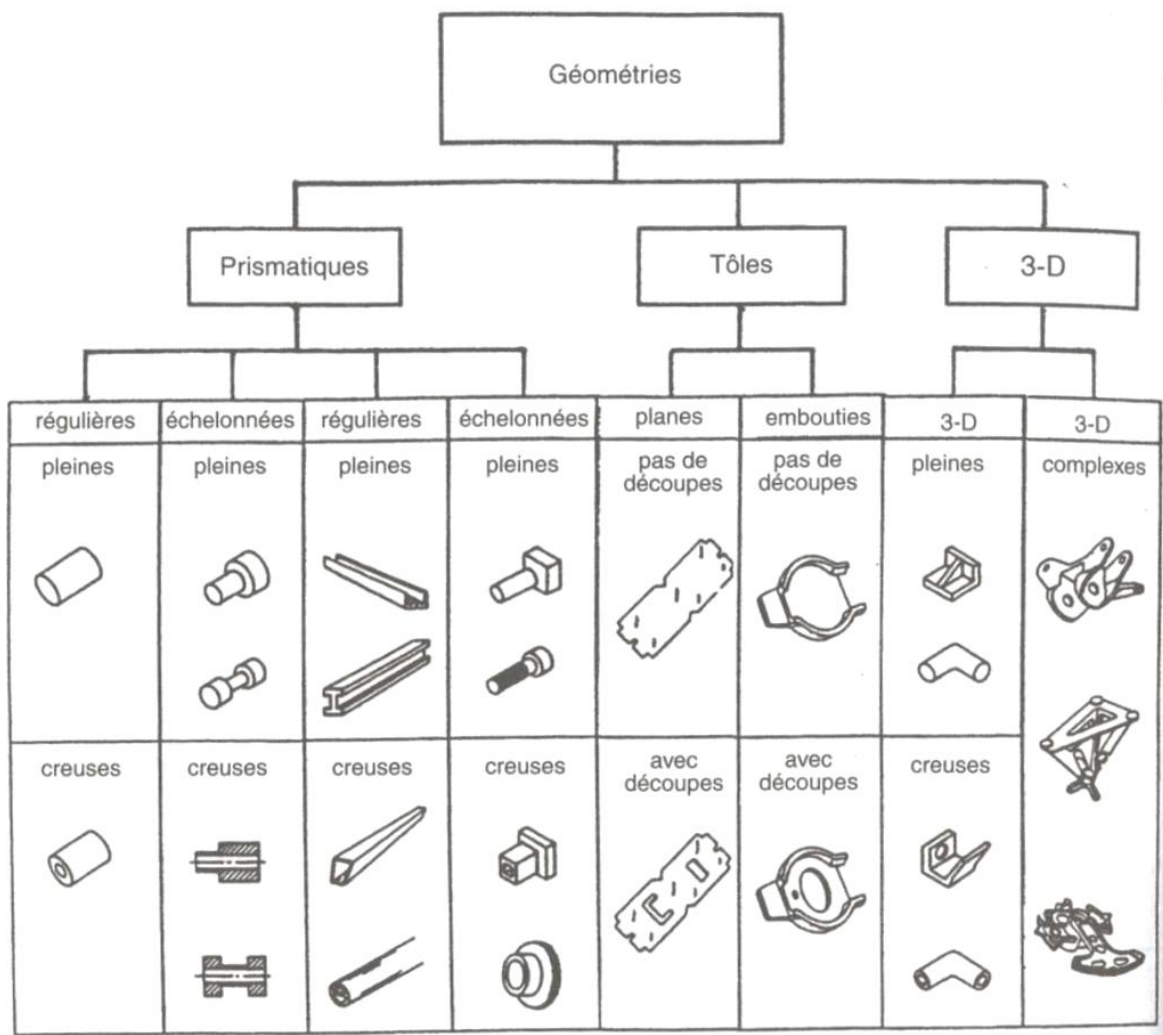 Géométries
Prismatiques
Tôles
3-D
régulières
échelonnées
régulières
échelonnées
planes
embouties
3-D
3-D
pleines
pleines
pleines
pleines
pas de
découpes
pas de
découpes
pleines
complexes
creuses
creuses
creuses
creuses
avec
découpes
avec
découpes
creuses